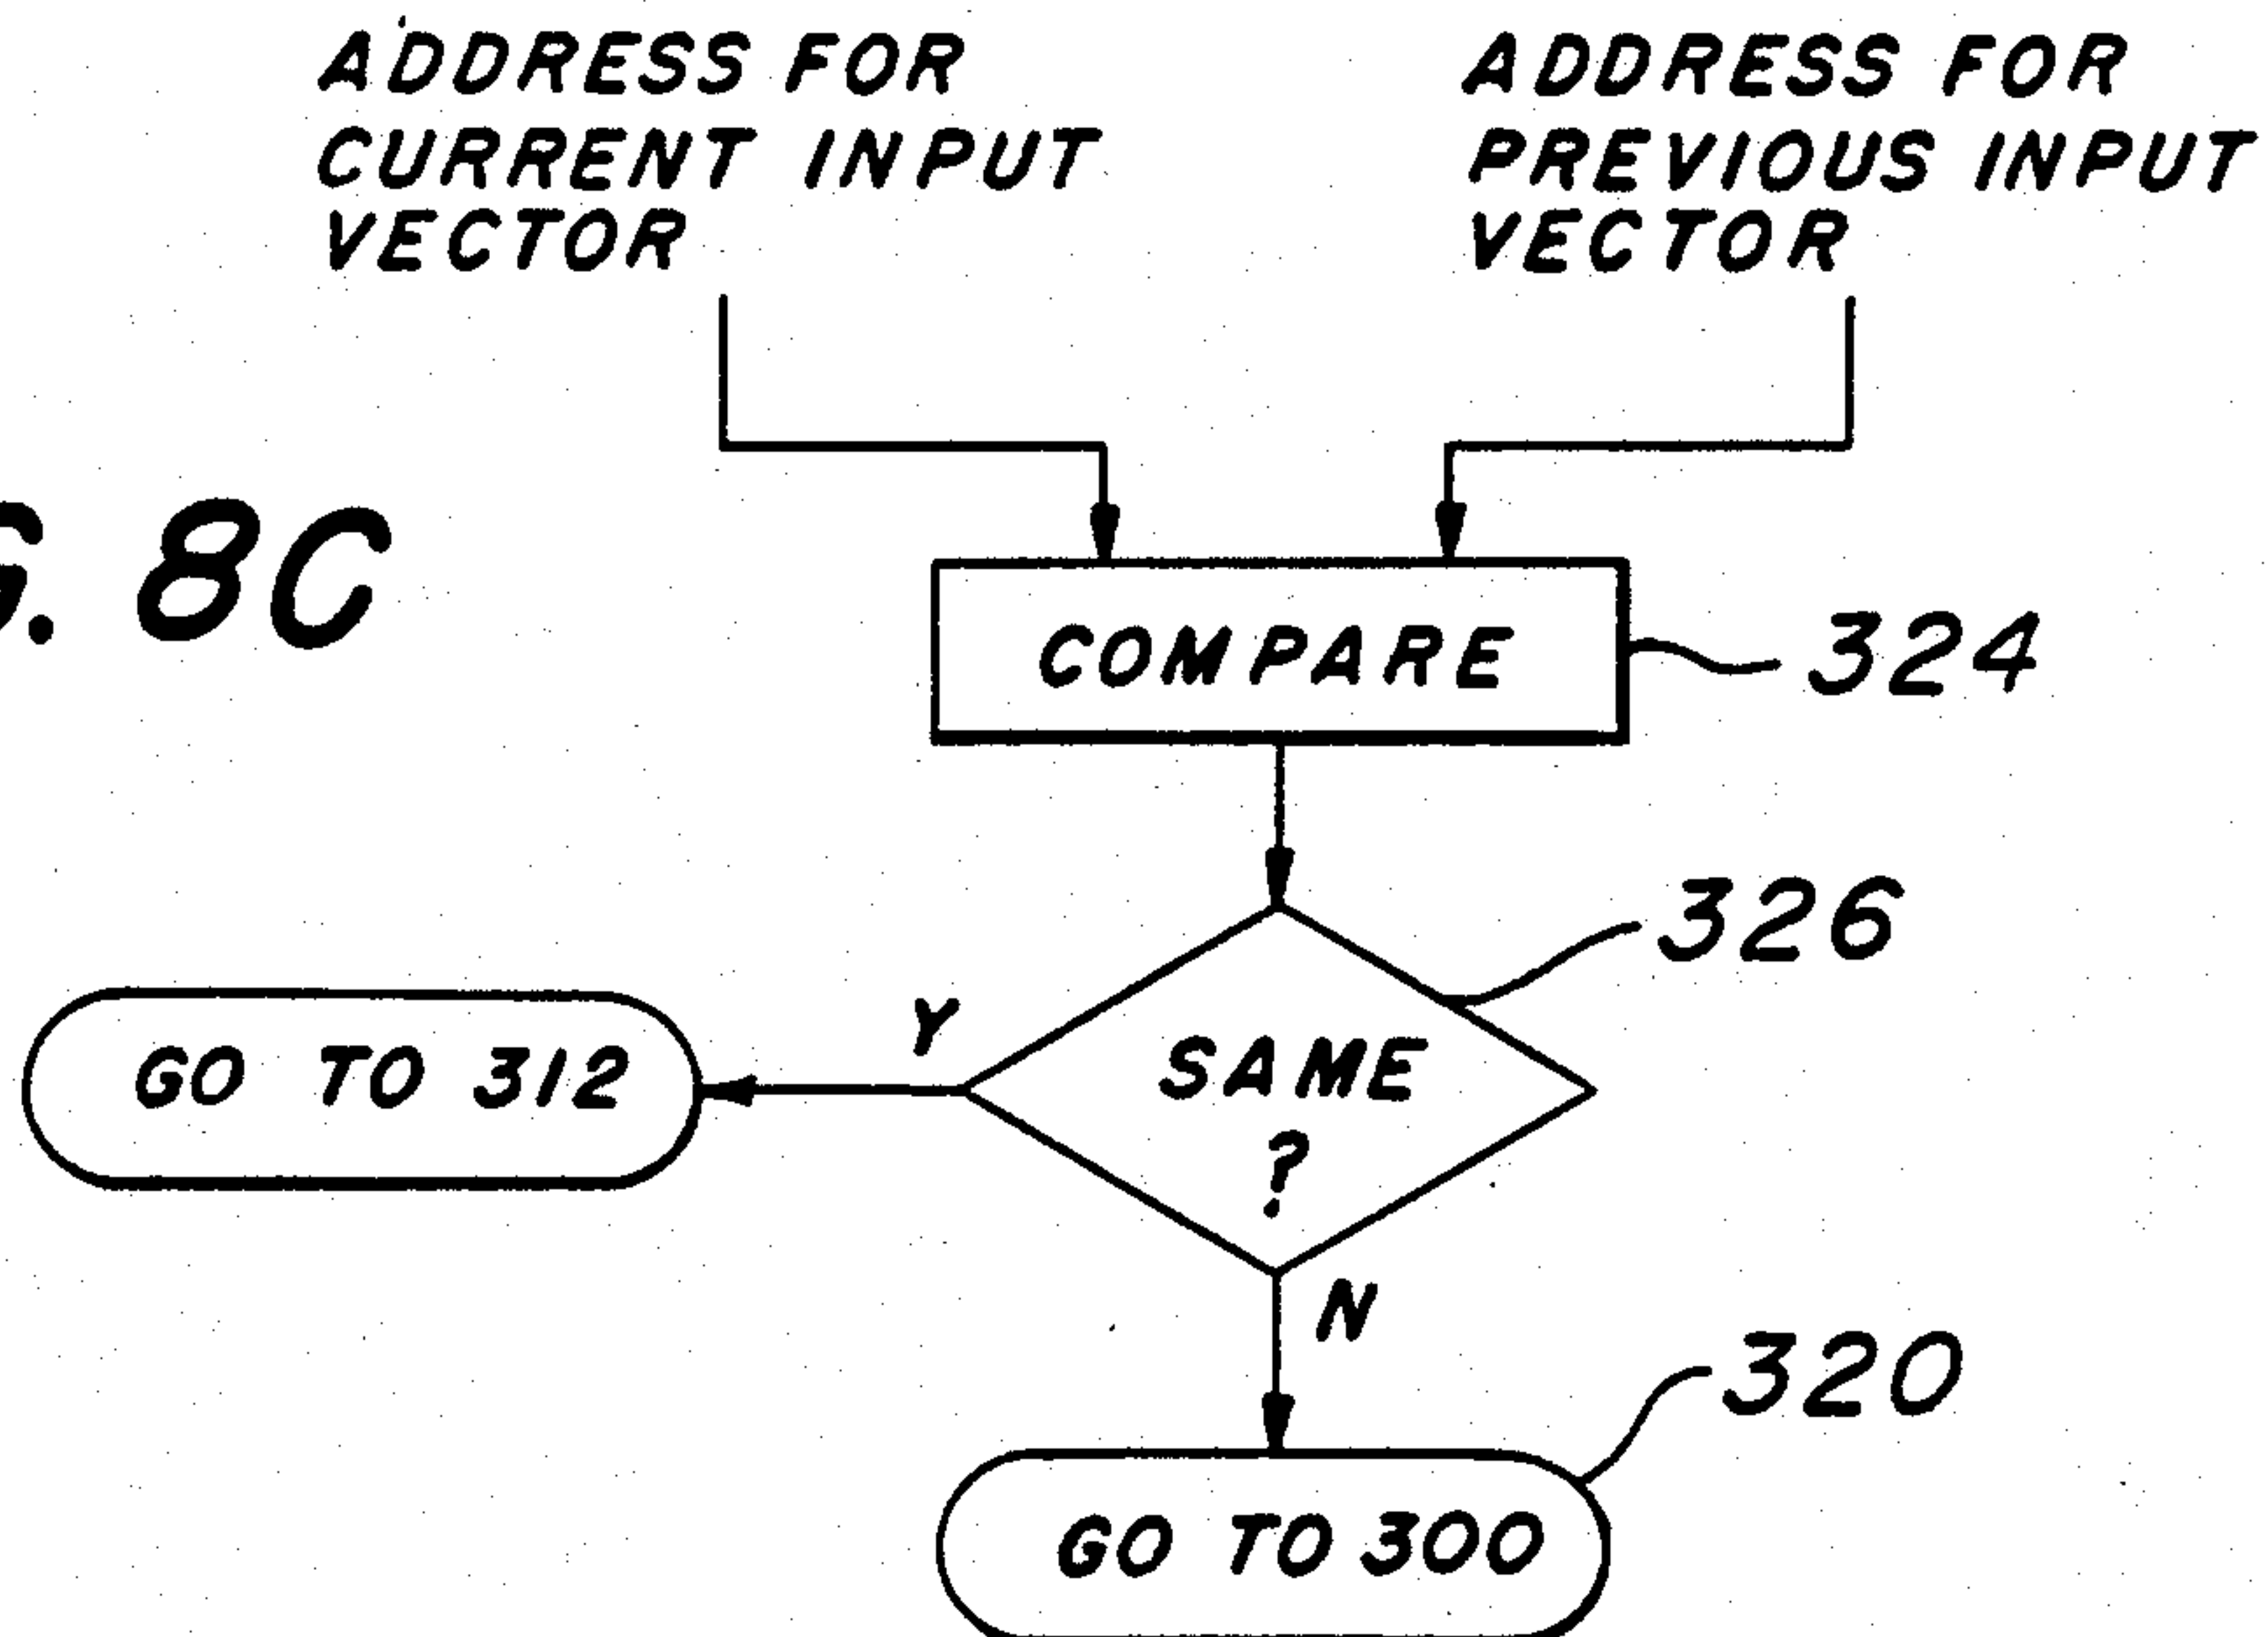 ADDRESS FOR
CURRENT INPUT
VECTOR
ADDRESS FOR
PREVIOUS INPUT
VECTOR
G. 8C
COMPARE
324
326
Y
SAME
?
GO TO 312
N
320
GO TO 300